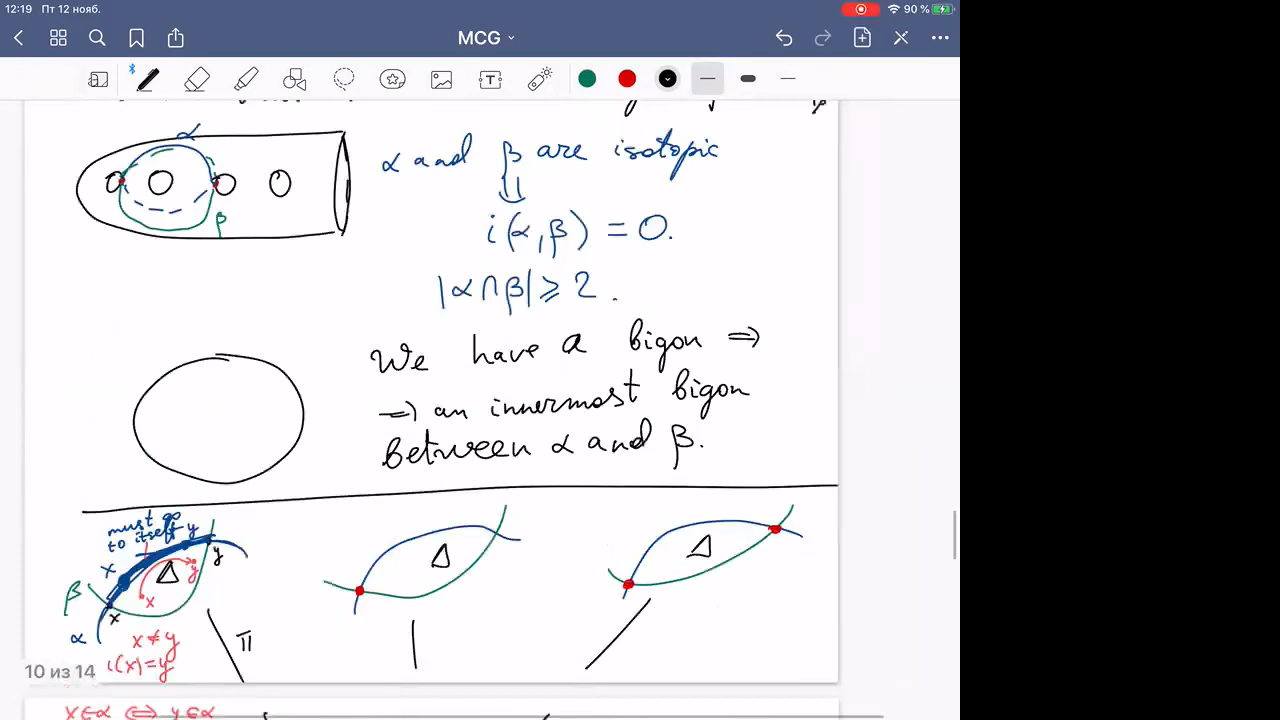 12:19 Пт 12 нояб.
90 %
MCG
α
β
α and β are isotopic
⇓
i(α, β) = 0.
|α ∩ β| ⩾ 2.
We have a bigon ⇒
⇒ an innermost bigon
between α and β.
must go
to itself
y
x
y
Δ
y
x
x
β
α
x ≠ y
i(x) = y
π
Δ
Δ
10 из 14
x ∈ α ⇔ y ∈ α